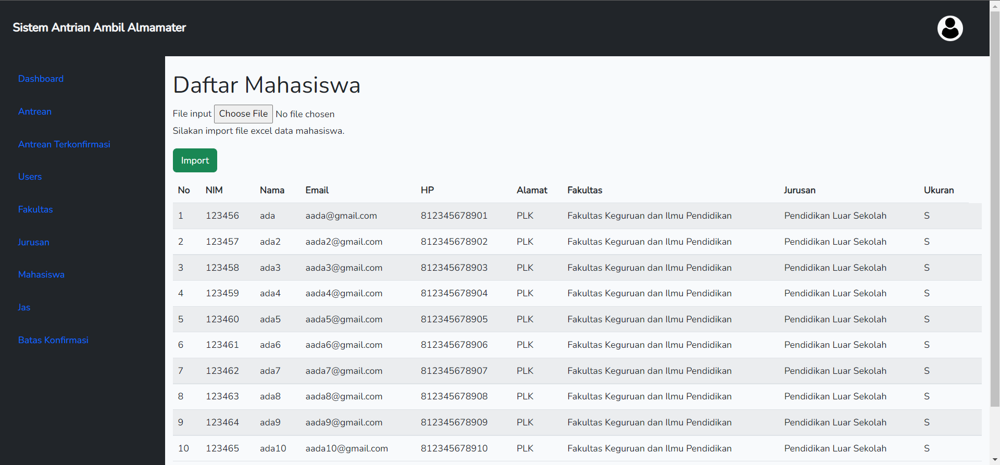 Sistem Antrian Ambil Almamater
Dashboard
Antrean
Antrean Terkonfirmasi
Users
Fakultas
Jurusan
Mahasiswa
Jas
Batas Konfirmasi
Daftar Mahasiswa
File input Choose File No file chosen
Silakan import file excel data mahasiswa.
Import
No NIM Nama Email HP Alamat Fakultas Jurusan Ukuran
1 123456 ada aada@gmail.com 812345678901 PLK Fakultas Keguruan dan Ilmu Pendidikan Pendidikan Luar Sekolah S
2 123457 ada2 aada2@gmail.com 812345678902 PLK Fakultas Keguruan dan Ilmu Pendidikan Pendidikan Luar Sekolah S
3 123458 ada3 aada3@gmail.com 812345678903 PLK Fakultas Keguruan dan Ilmu Pendidikan Pendidikan Luar Sekolah S
4 123459 ada4 aada4@gmail.com 812345678904 PLK Fakultas Keguruan dan Ilmu Pendidikan Pendidikan Luar Sekolah S
5 123460 ada5 aada5@gmail.com 812345678905 PLK Fakultas Keguruan dan Ilmu Pendidikan Pendidikan Luar Sekolah S
6 123461 ada6 aada6@gmail.com 812345678906 PLK Fakultas Keguruan dan Ilmu Pendidikan Pendidikan Luar Sekolah S
7 123462 ada7 aada7@gmail.com 812345678907 PLK Fakultas Keguruan dan Ilmu Pendidikan Pendidikan Luar Sekolah S
8 123463 ada8 aada8@gmail.com 812345678908 PLK Fakultas Keguruan dan Ilmu Pendidikan Pendidikan Luar Sekolah S
9 123464 ada9 aada9@gmail.com 812345678909 PLK Fakultas Keguruan dan Ilmu Pendidikan Pendidikan Luar Sekolah S
10 123465 ada10 aada10@gmail.com 812345678910 PLK Fakultas Keguruan dan Ilmu Pendidikan Pendidikan Luar Sekolah S